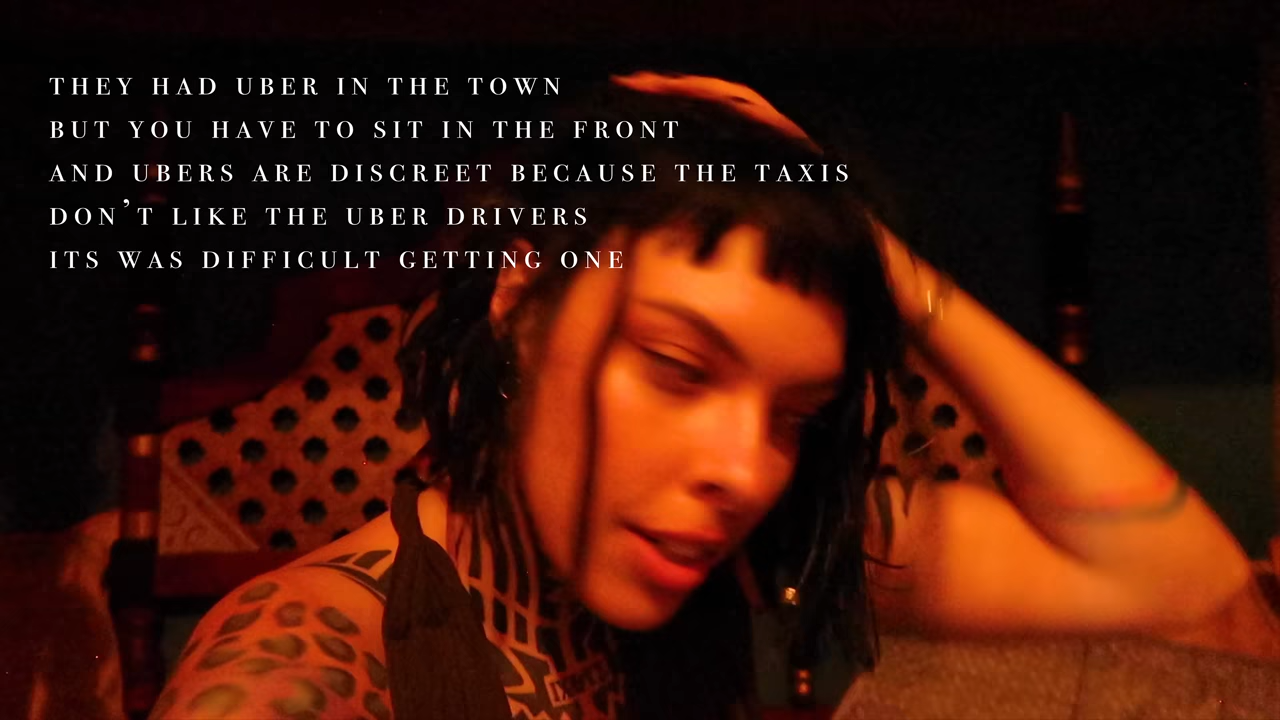 THEY HAD UBER IN THE TOWN
BUT YOU HAVE TO SIT IN THE FRONT
AND UBERS ARE DISCREET BECAUSE THE TAXIS
DON’T LIKE THE UBER DRIVERS
ITS WAS DIFFICULT GETTING ONE